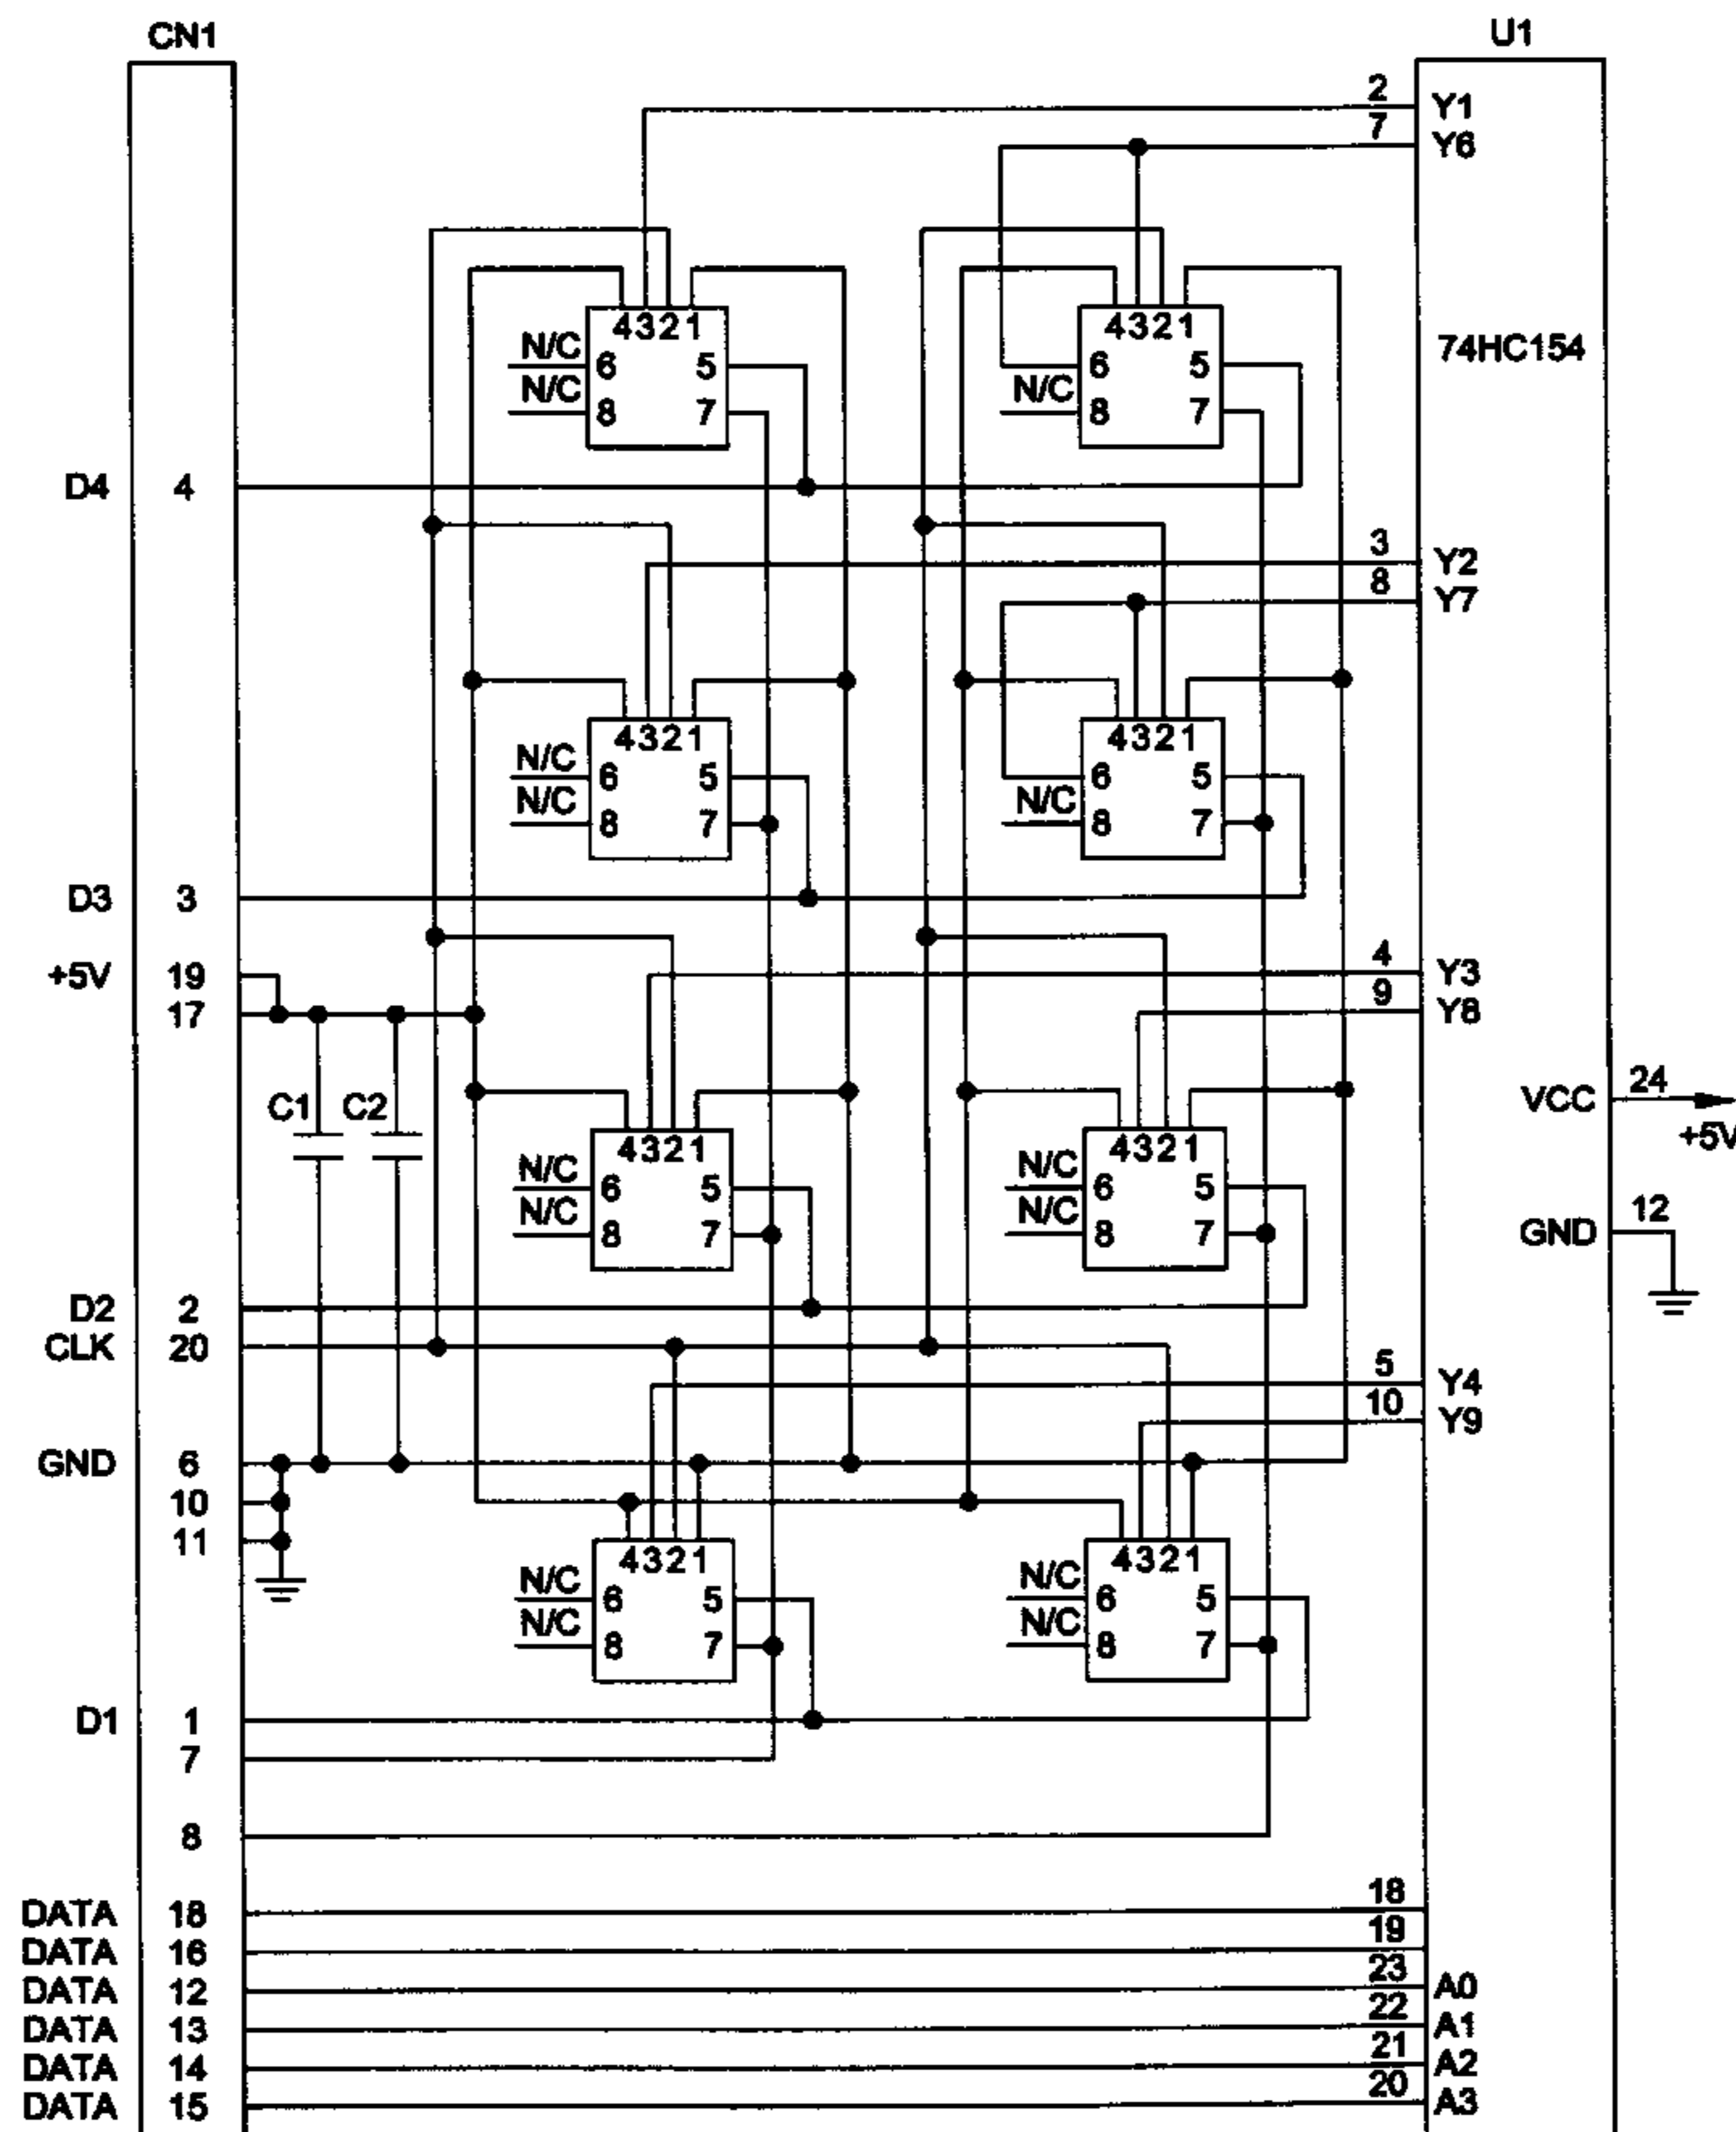 CN1
U1
2
Y1
7
Y6
4321
4321
N/C
6
5
N/C
8
7
6
5
N/C
8
7
74HC154
D4
4
3
Y2
8
Y7
4321
4321
N/C
6
5
N/C
8
7
6
5
N/C
8
7
D3
3
+5V
19
17
4
Y3
9
Y8
C1
C2
4321
4321
N/C
6
5
N/C
8
7
N/C
6
5
N/C
8
7
VCC
24
+5V
GND
12
D2
2
CLK
20
5
Y4
10
Y9
GND
6
10
11
4321
4321
N/C
6
5
N/C
8
7
N/C
6
5
N/C
8
7
D1
1
7
8
DATA 18 18
DATA 16 19
DATA 12 23 A0
DATA 13 22 A1
DATA 14 21 A2
DATA 15 20 A3